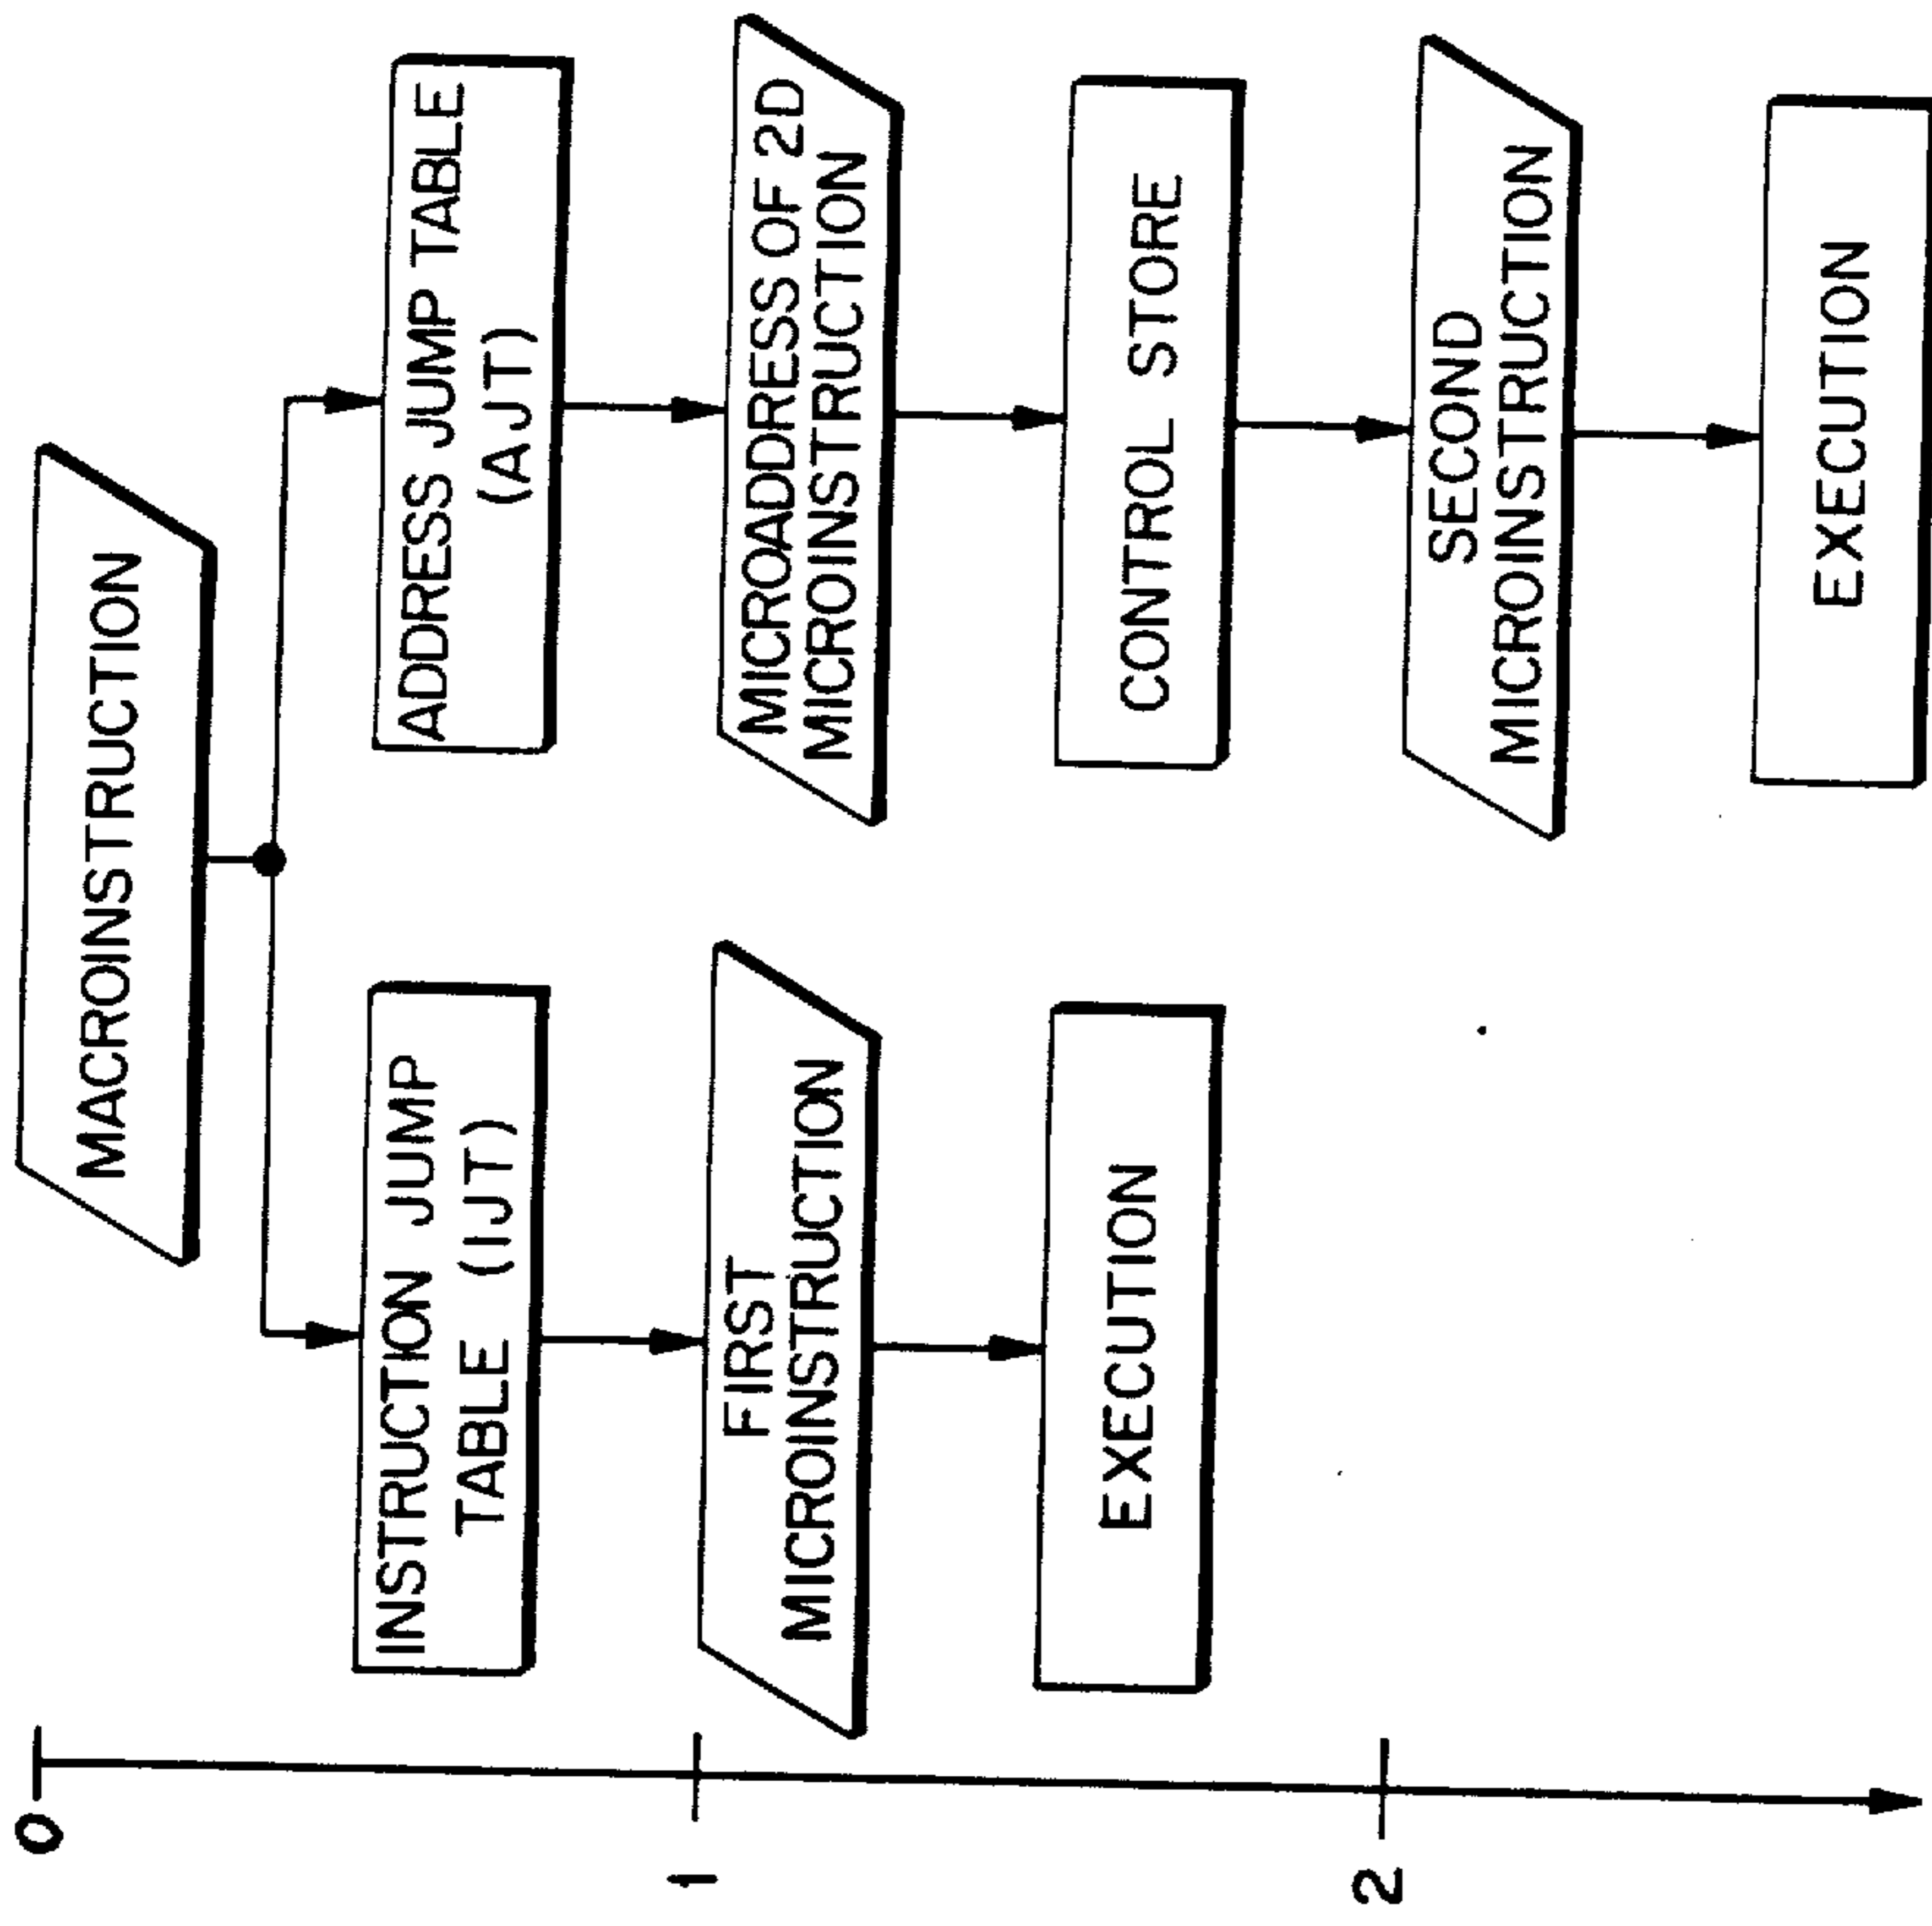 0
1
2
MACROINSTRUCTION
INSTRUCTION JUMP
TABLE (IJT)
FIRST
MICROINSTRUCTION
EXECUTION
ADDRESS JUMP TABLE
(AJT)
MICROADDRESS OF 2D
MICROINSTRUCTION
CONTROL STORE
SECOND
MICROINSTRUCTION
EXECUTION